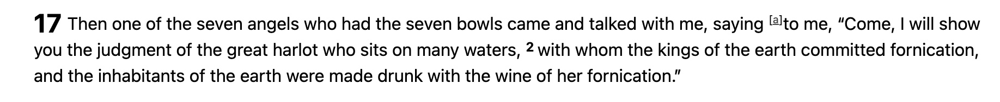 17 Then one of the seven angels who had the seven bowls came and talked with me, saying [a]to me, “Come, I will show
you the judgment of the great harlot who sits on many waters, 2 with whom the kings of the earth committed fornication,
and the inhabitants of the earth were made drunk with the wine of her fornication.”